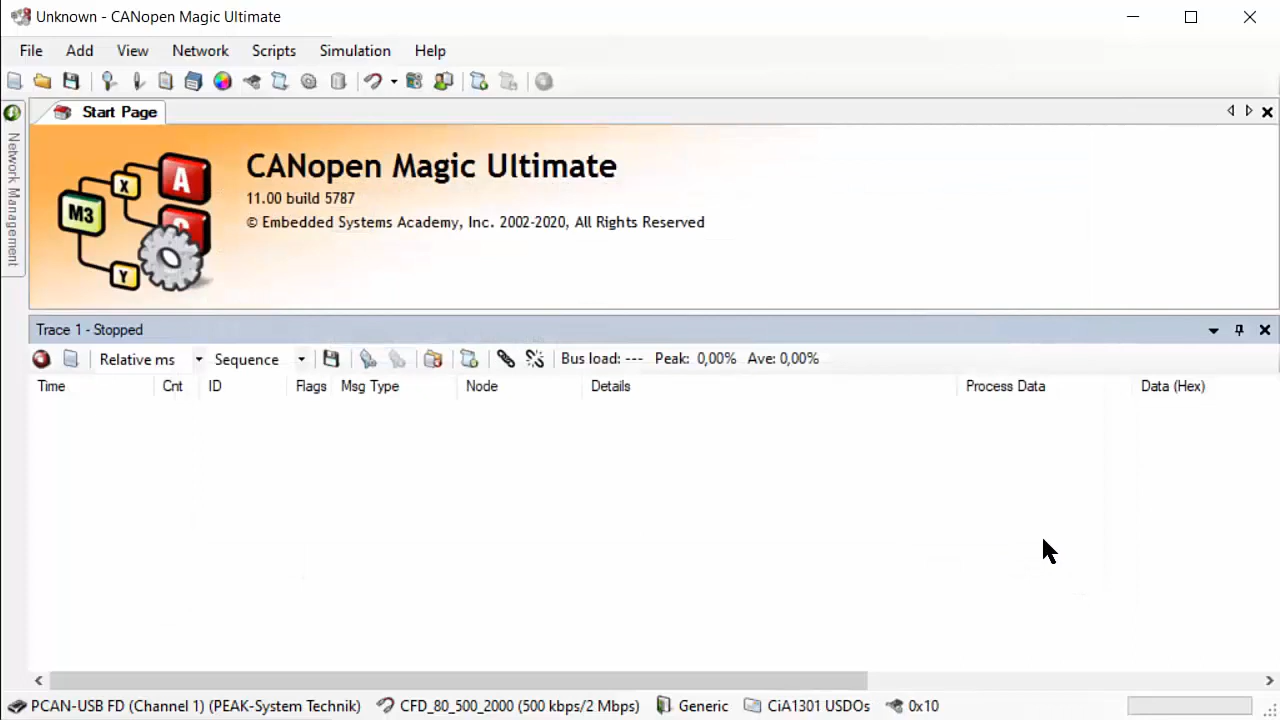 Unknown - CANopen Magic Ultimate
File Add View Network Scripts Simulation Help
Start Page
Network Management
A
X
M3
Y
CANopen Magic Ultimate
11.00 build 5787
© Embedded Systems Academy, Inc. 2002-2020, All Rights Reserved
Trace 1 - Stopped
Relative ms Sequence Bus load: --- Peak: 0,00% Ave: 0,00%
Time Cnt ID Flags Msg Type Node Details Process Data Data (Hex)
PCAN-USB FD (Channel 1) (PEAK-System Technik) CFD_80_500_2000 (500 kbps/2 Mbps) Generic CiA1301 USDOs 0x10